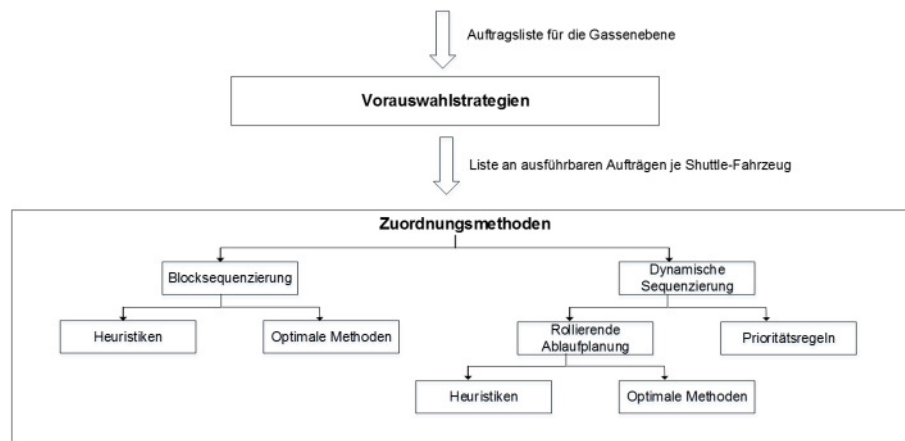 Auftragsliste für die Gassenebene
Vorauswahlstrategien
Liste an ausführbaren Aufträgen je Shuttle-Fahrzeug
Zuordnungsmethoden
Blocksequenzierung
Dynamische
Sequenzierung
Heuristiken
Optimale Methoden
Rollierende
Ablaufplanung
Prioritätsregeln
Heuristiken
Optimale Methoden